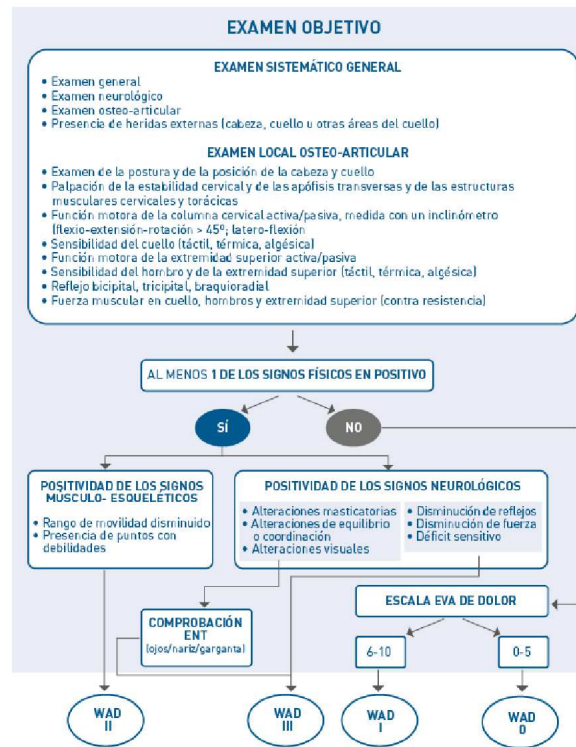 EXAMEN OBJETIVO
EXAMEN SISTEMÁTICO GENERAL
• Examen general
• Examen neurológico
• Examen osteo-articular
• Presencia de heridas externas (cabeza, cuello u otras áreas del cuello)
EXAMEN LOCAL OSTEO-ARTICULAR
• Examen de la postura y de la posición de la cabeza y cuello
• Palpación de la estabilidad cervical y de las apófisis transversas y de las estructuras
musculares cervicales y torácicas
• Función motora de la columna cervical activa/pasiva, medida con un inclinómetro
(flexio-extensión-rotación > 45º; latero-flexión
• Sensibilidad del cuello (táctil, térmica, algésica)
• Función motora de la extremidad superior activa/pasiva
• Sensibilidad del hombro y de la extremidad superior (táctil, térmica, algésica)
• Reflejo bicipital, tricipital, braquioradial
• Fuerza muscular en cuello, hombros y extremidad superior (contra resistencia)
AL MENOS 1 DE LOS SIGNOS FÍSICOS EN POSITIVO
SÍ
NO
POSITIVIDAD DE LOS SIGNOS
MÚSCULO- ESQUELÉTICOS
• Rango de movilidad disminuido
• Presencia de puntos con
debilidades
POSITIVIDAD DE LOS SIGNOS NEUROLÓGICOS
• Alteraciones masticatorias
• Alteraciones de equilibrio
o coordinación
• Alteraciones visuales
• Disminución de reflejos
• Disminución de fuerza
• Déficit sensitivo
COMPROBACIÓN
ENT
(ojos/nariz/garganta)
ESCALA EVA DE DOLOR
6-10
0-5
WAD
II
WAD
III
WAD
I
WAD
0